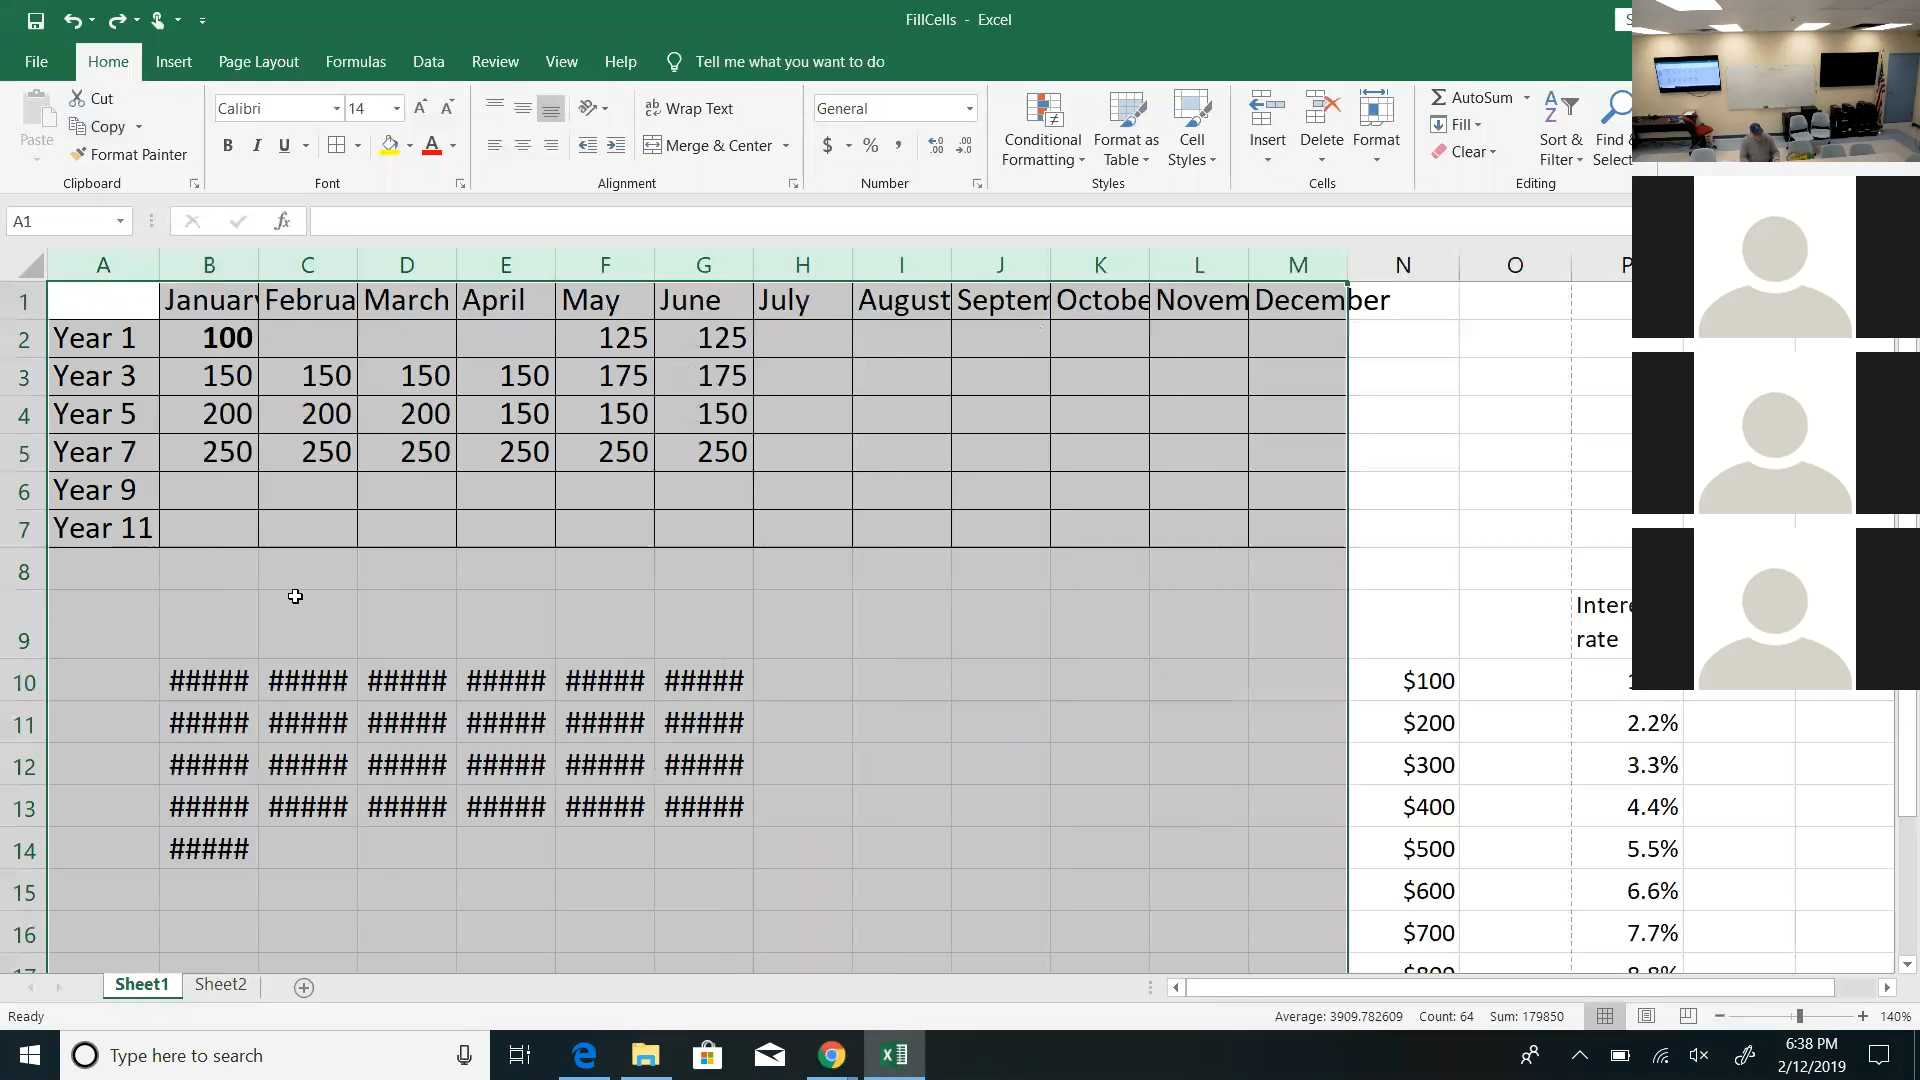 FillCells - Excel
S
File Home Insert Page Layout Formulas Data Review View Help Tell me what you want to do
Paste
Cut
Copy
Format Painter
Clipboard
Calibri 14
B I U
Font
Wrap Text
Merge & Center
Alignment
General
$ % ,
Number
Conditional Formatting
Format as Table
Cell Styles
Styles
Insert Delete Format
Cells
AutoSum
Fill
Clear
Sort & Filter
Find Select
Editing
A1 fx
A B C D E F G H I J K L M N O P
1 January Februa March April May June July August Septem Octobe Novem December
2 Year 1 100 125 125
3 Year 3 150 150 150 150 175 175
4 Year 5 200 200 200 150 150 150
5 Year 7 250 250 250 250 250 250
6 Year 9
7 Year 11
8
9 Intere rate
10 ##### ##### ##### ##### ##### ##### $100
11 ##### ##### ##### ##### ##### ##### $200 2.2%
12 ##### ##### ##### ##### ##### ##### $300 3.3%
13 ##### ##### ##### ##### ##### ##### $400 4.4%
14 ##### $500 5.5%
15 $600 6.6%
16 $700 7.7%
17 $800 8.8%
Sheet1 Sheet2
Ready Average: 3909.782609 Count: 64 Sum: 179850 140%
Type here to search
6:38 PM
2/12/2019